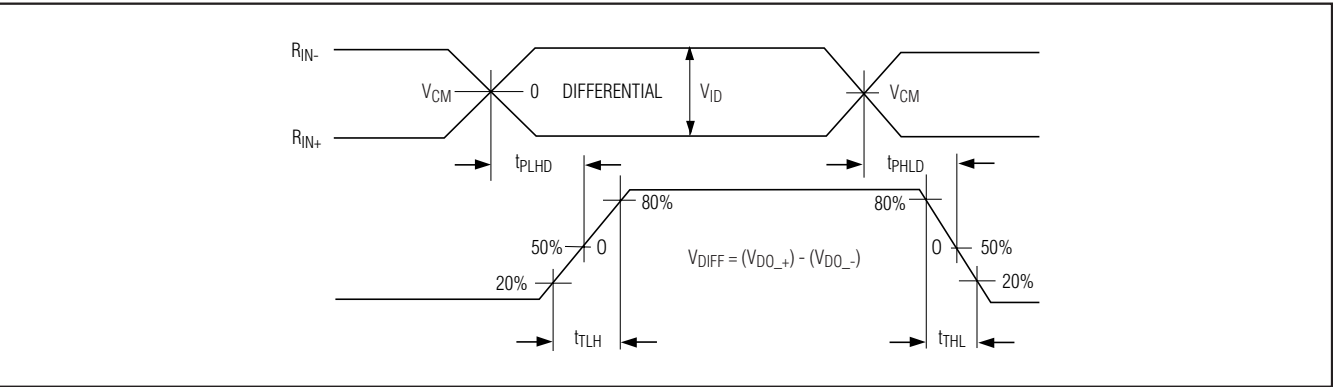 RIN-
VCM 0 DIFFERENTIAL VID VCM
RIN+
tPLHD tPHLD
80% 80%
50% 0 VDIFF = (VDO_+) - (VDO_-) 0 50%
20% 20%
tTLH tTHL